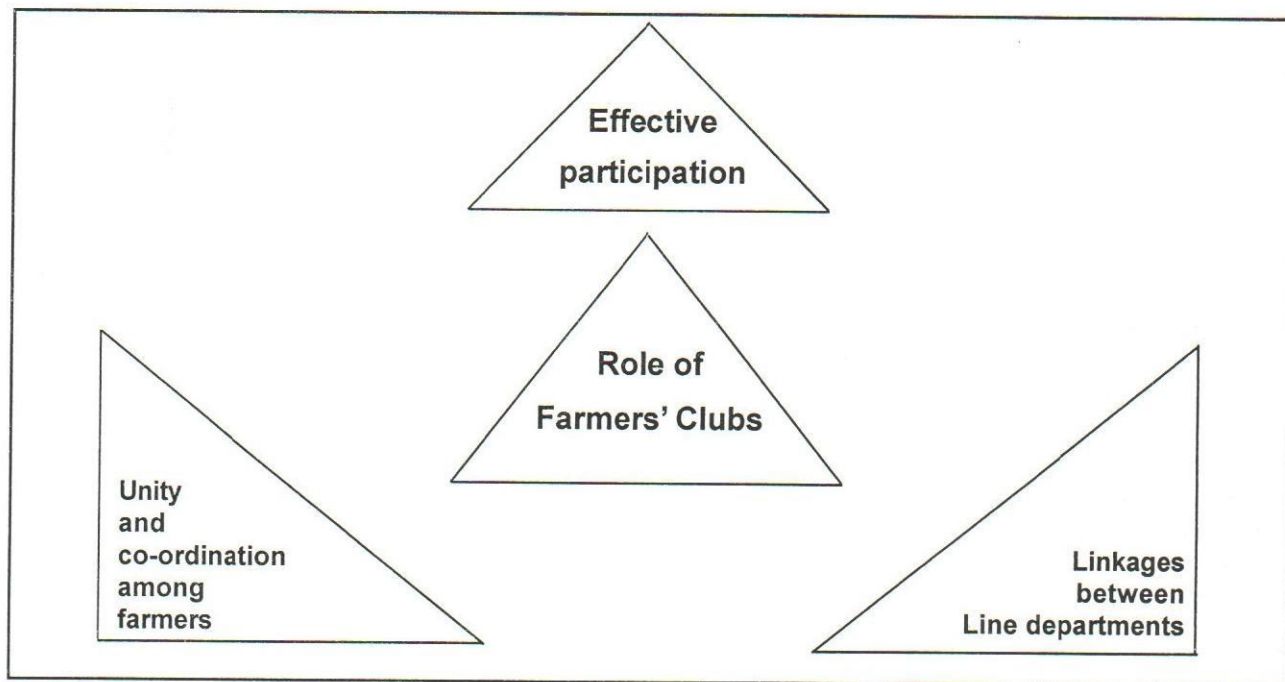 Effective
participation
Role of
Farmers' Clubs
Unity
and
co-ordination
among
farmers
Linkages
between
Line departments